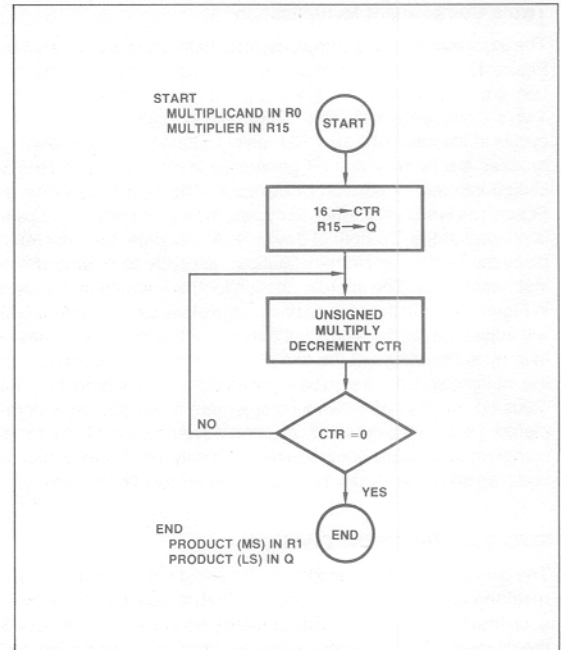 START
MULTIPLICAND IN R0
MULTIPLIER IN R15
START
16 → CTR
R15 → Q
UNSIGNED
MULTIPLY
DECREMENT CTR
NO
CTR =0
YES
END
PRODUCT (MS) IN R1
PRODUCT (LS) IN Q
END